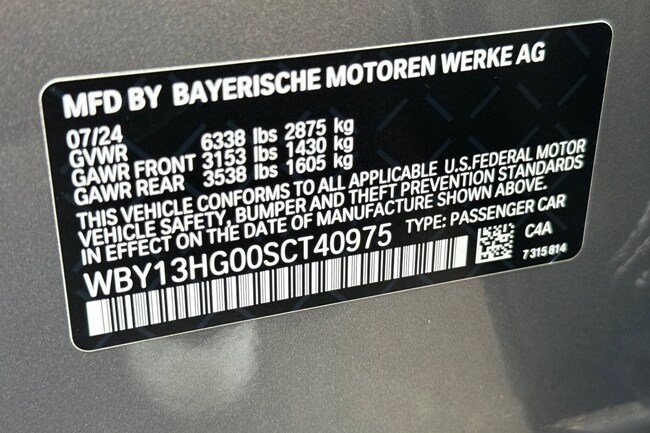 MFD BY BAYERISCHE MOTOREN WERKE AG
07/24
GVWR 6338 lbs 2875 kg
GAWR FRONT 3153 lbs 1430 kg
GAWR REAR 3538 lbs 1605 kg
THIS VEHICLE CONFORMS TO ALL APPLICABLE U.S.FEDERAL MOTOR
VEHICLE SAFETY, BUMPER AND THEFT PREVENTION STANDARDS
IN EFFECT ON THE DATE OF MANUFACTURE SHOWN ABOVE.
WBY13HG00SCT40975 TYPE: PASSENGER CAR
C4A
7 315 814